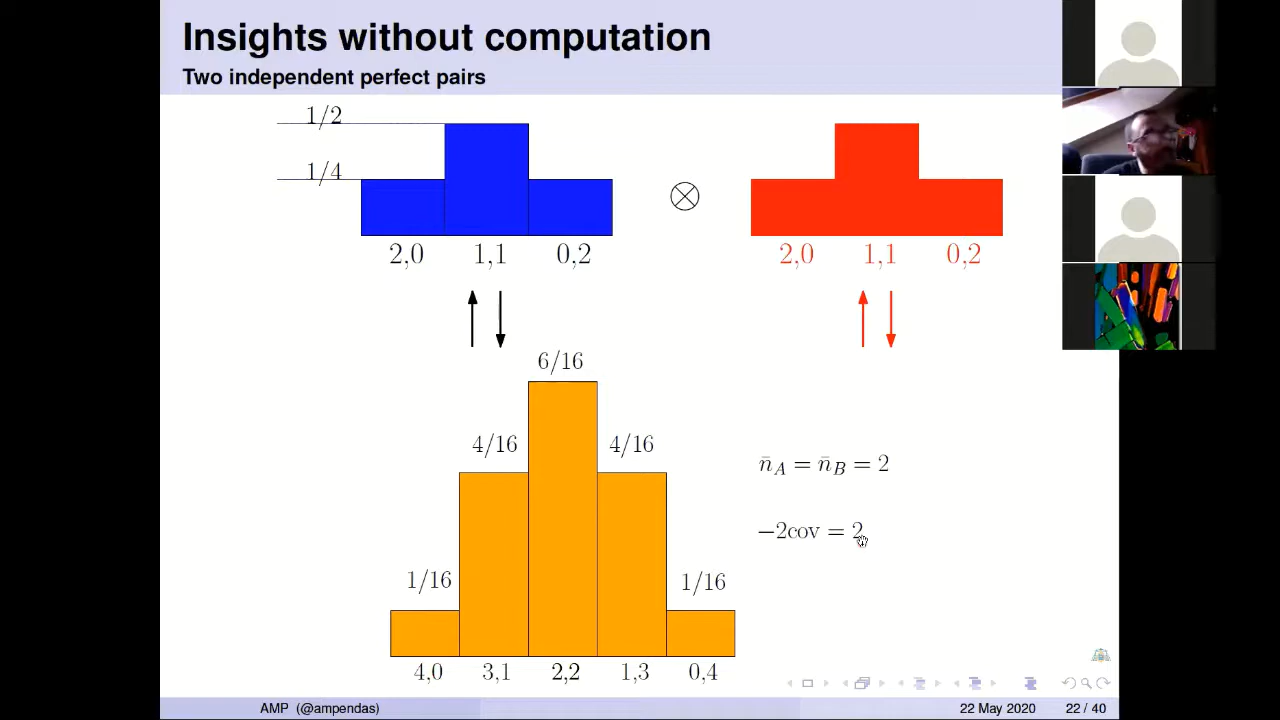 Insights without computation
Two independent perfect pairs
1/2
1/4
⊗
2,0 1,1 0,2
2,0 1,1 0,2
6/16
4/16 4/16
1/16 1/16
n̄_A = n̄_B = 2
−2cov = 2
4,0 3,1 2,2 1,3 0,4
AMP (@ampendas) 22 May 2020 22 / 40